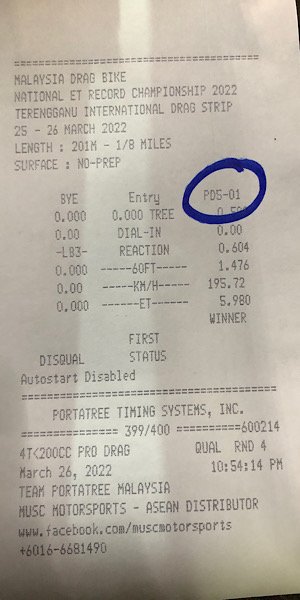 ==============================
MALAYSIA DRAG BIKE
NATIONAL ET RECORD CHAMPIONSHIP 2022
TERENGGANU INTERNATIONAL DRAG STRIP
25 - 26 MARCH 2022
LENGTH : 201M - 1/8 MILES
SURFACE : NO-PREP
BYE Entry PD5-01
0.000 0.000 TREE 0.500
0.00 DIAL-IN 0.00
-LB3- REACTION 0.604
0.000 -----60FT------ 1.476
0.00 -----KM/H------ 195.72
0.000 ------ET------- 5.980
WINNER
FIRST
DISQUAL STATUS
Autostart Disabled
========================================
PORTATREE TIMING SYSTEMS, INC.
=============== 399/400 ==========600214
4T<200CC PRO DRAG QUAL RND 4
March 26, 2022 10:54:14 PM
TEAM PORTATREE MALAYSIA
MUSC MOTORSPORTS - ASEAN DISTRIBUTOR
www.facebook.com/muscmotorsports
+6016-6681490